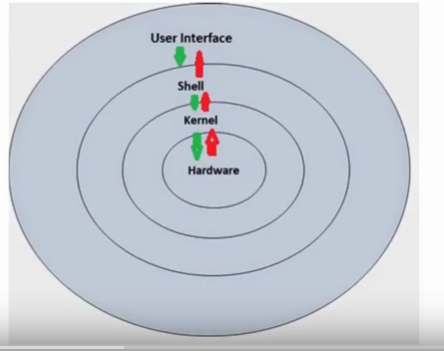 User Interface
Shell
Kernel
Hardware